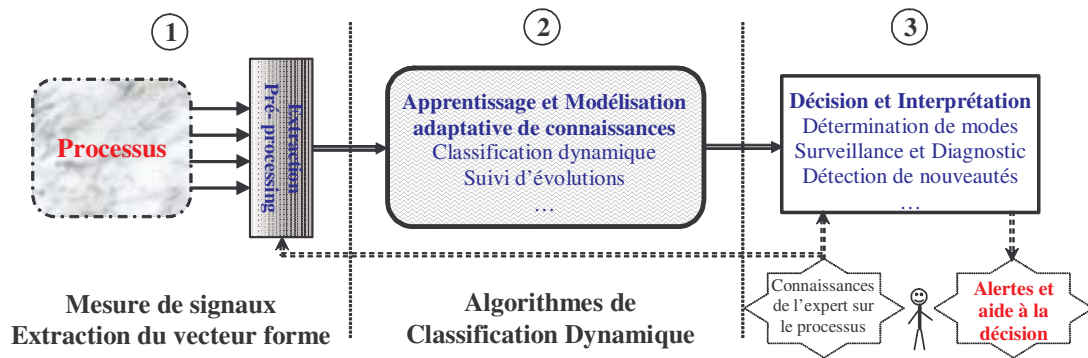 1
2
3
Processus
Extraction
Pré- processing
Apprentissage et Modélisation
adaptative de connaissances
Classification dynamique
Suivi d'évolutions
…
Décision et Interprétation
Détermination de modes
Surveillance et Diagnostic
Détection de nouveautés
…
Mesure de signaux
Extraction du vecteur forme
Algorithmes de
Classification Dynamique
Connaissances
de l'expert sur
le processus
Alertes et
aide à la
décision